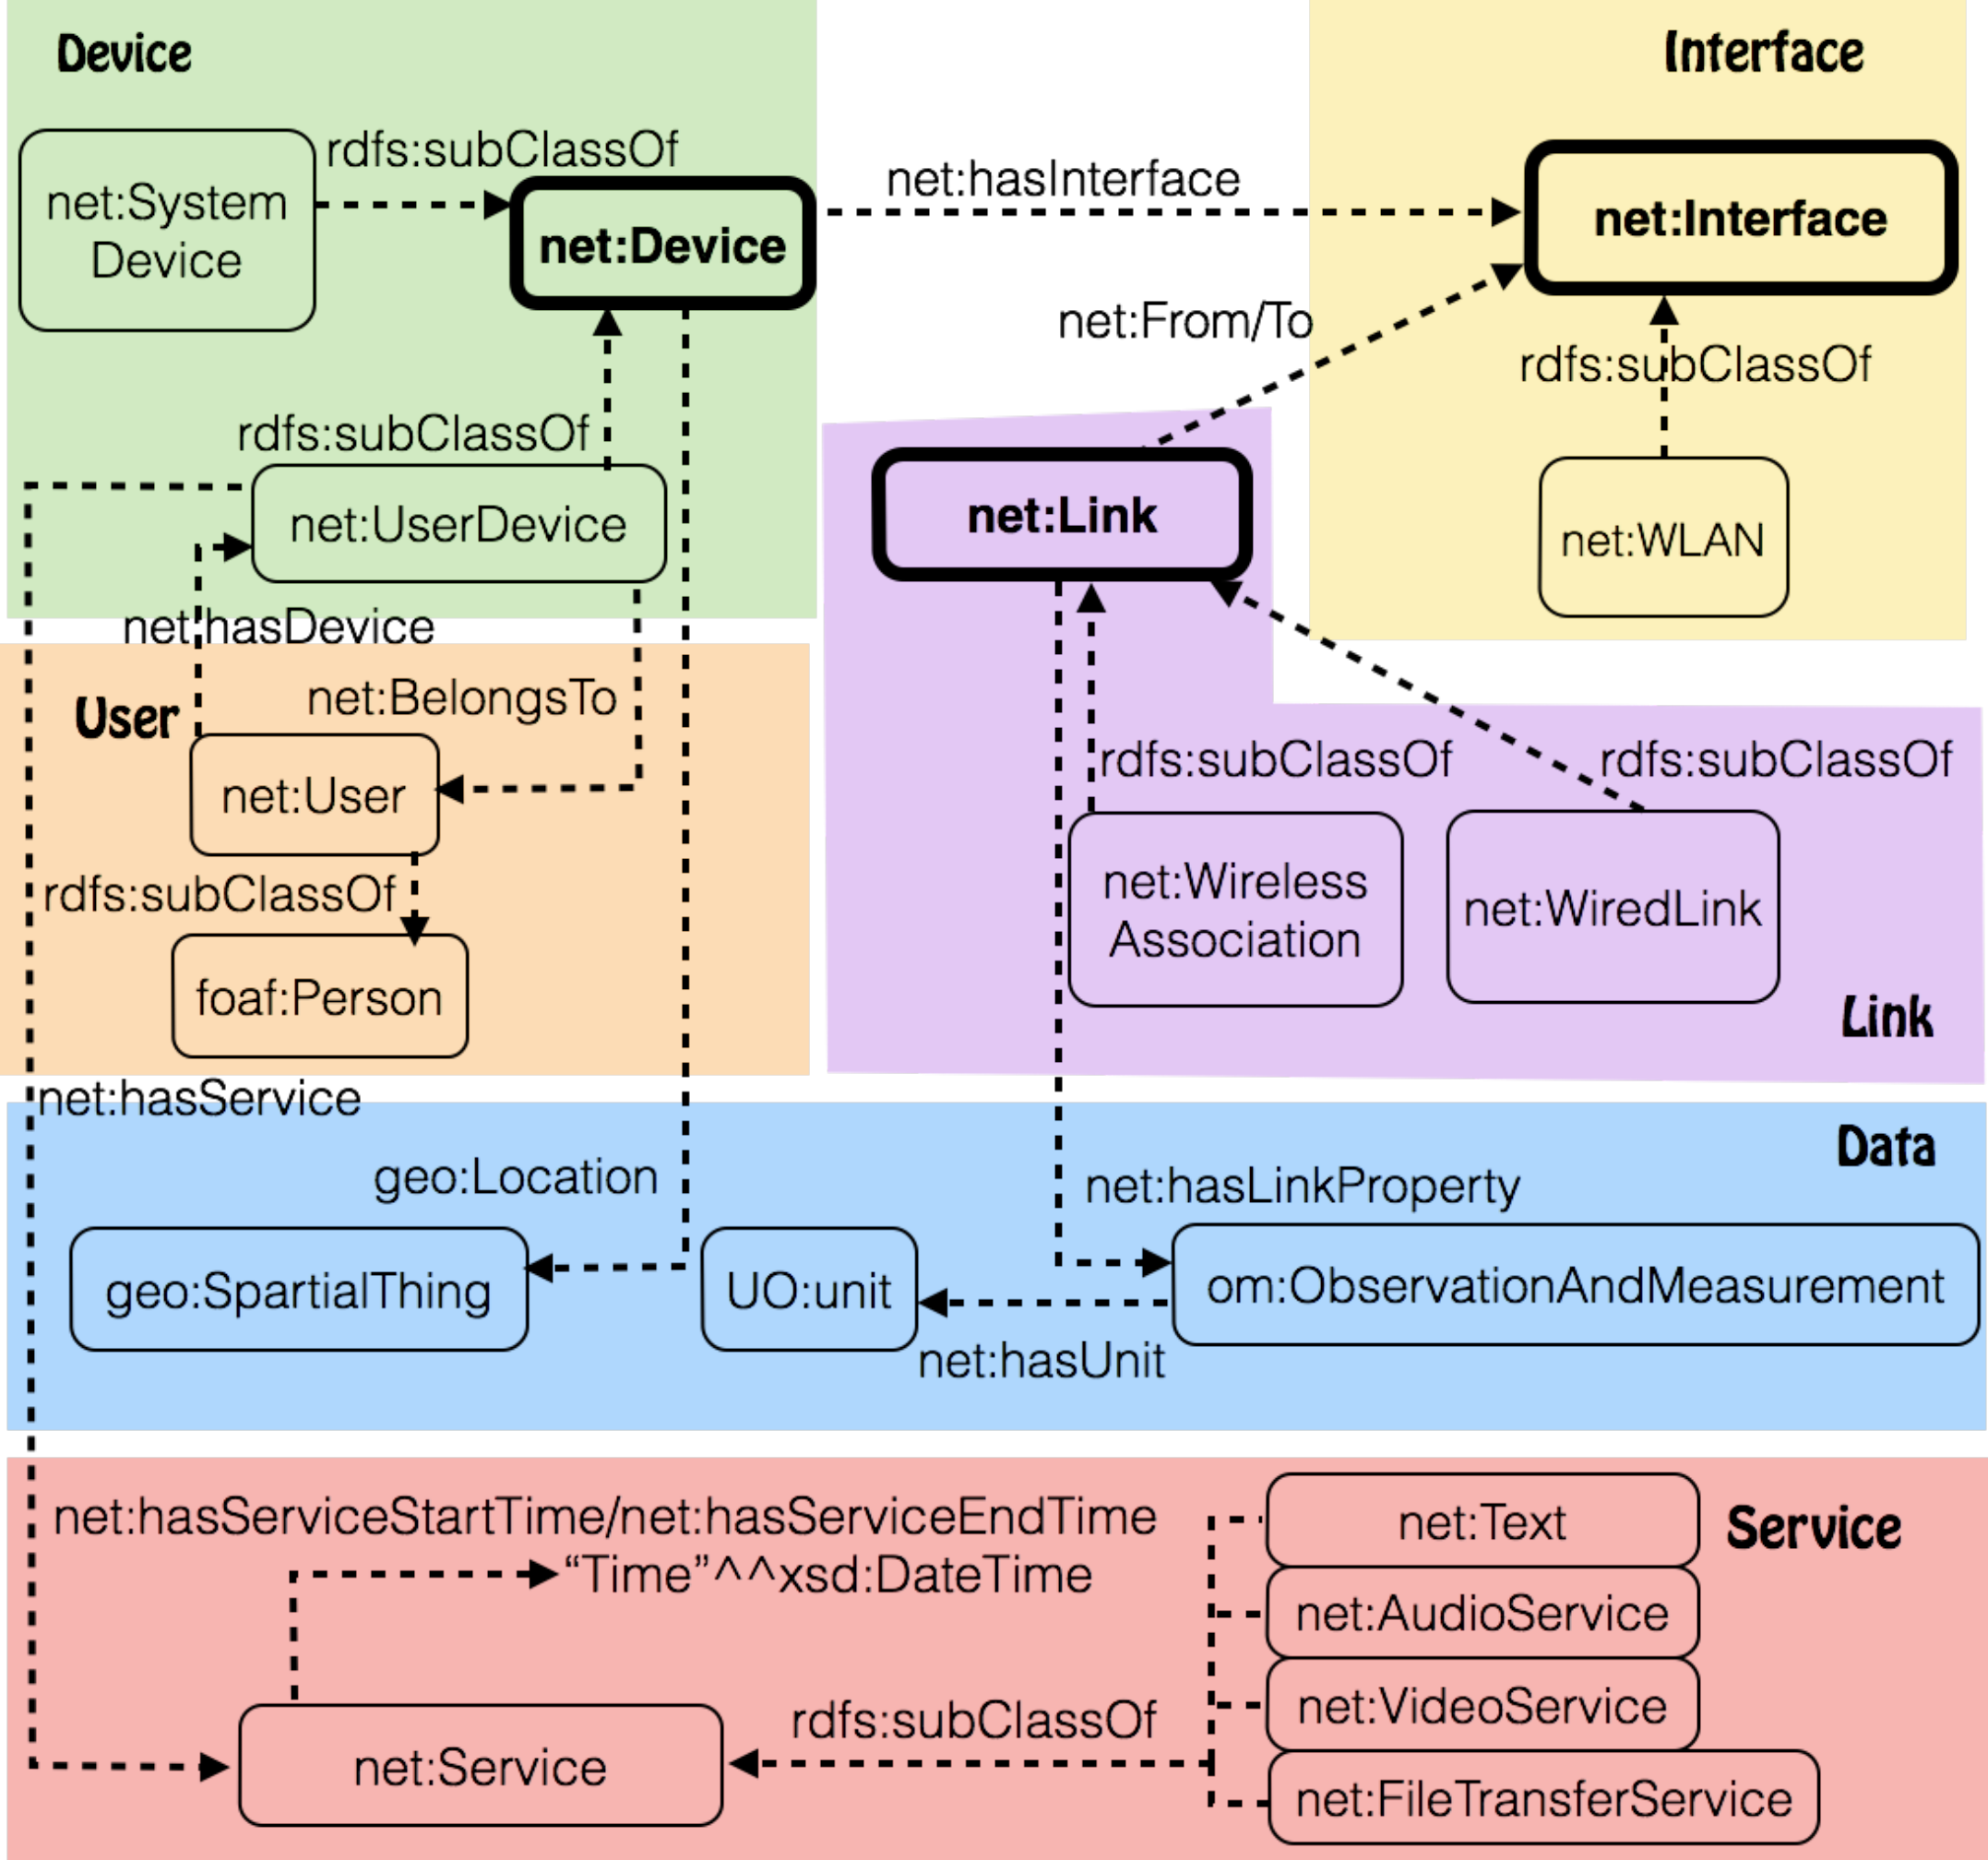 Device
Interface
rdfs:subClassOf
net:System
Device
net:Device
net:hasInterface
net:Interface
net:From/To
rdfs:subClassOf
rdfs:subClassOf
net:UserDevice
net:Link
net:WLAN
net:hasDevice
User
net:BelongsTo
net:User
rdfs:subClassOf
rdfs:subClassOf
rdfs:subClassOf
foaf:Person
net:Wireless
Association
net:WiredLink
Link
net:hasService
Data
geo:Location
net:hasLinkProperty
geo:SpartialThing
UO:unit
om:ObservationAndMeasurement
net:hasUnit
net:hasServiceStartTime/net:hasServiceEndTime
“Time”^^xsd:DateTime
net:Text
Service
net:AudioService
net:VideoService
rdfs:subClassOf
net:Service
net:FileTransferService